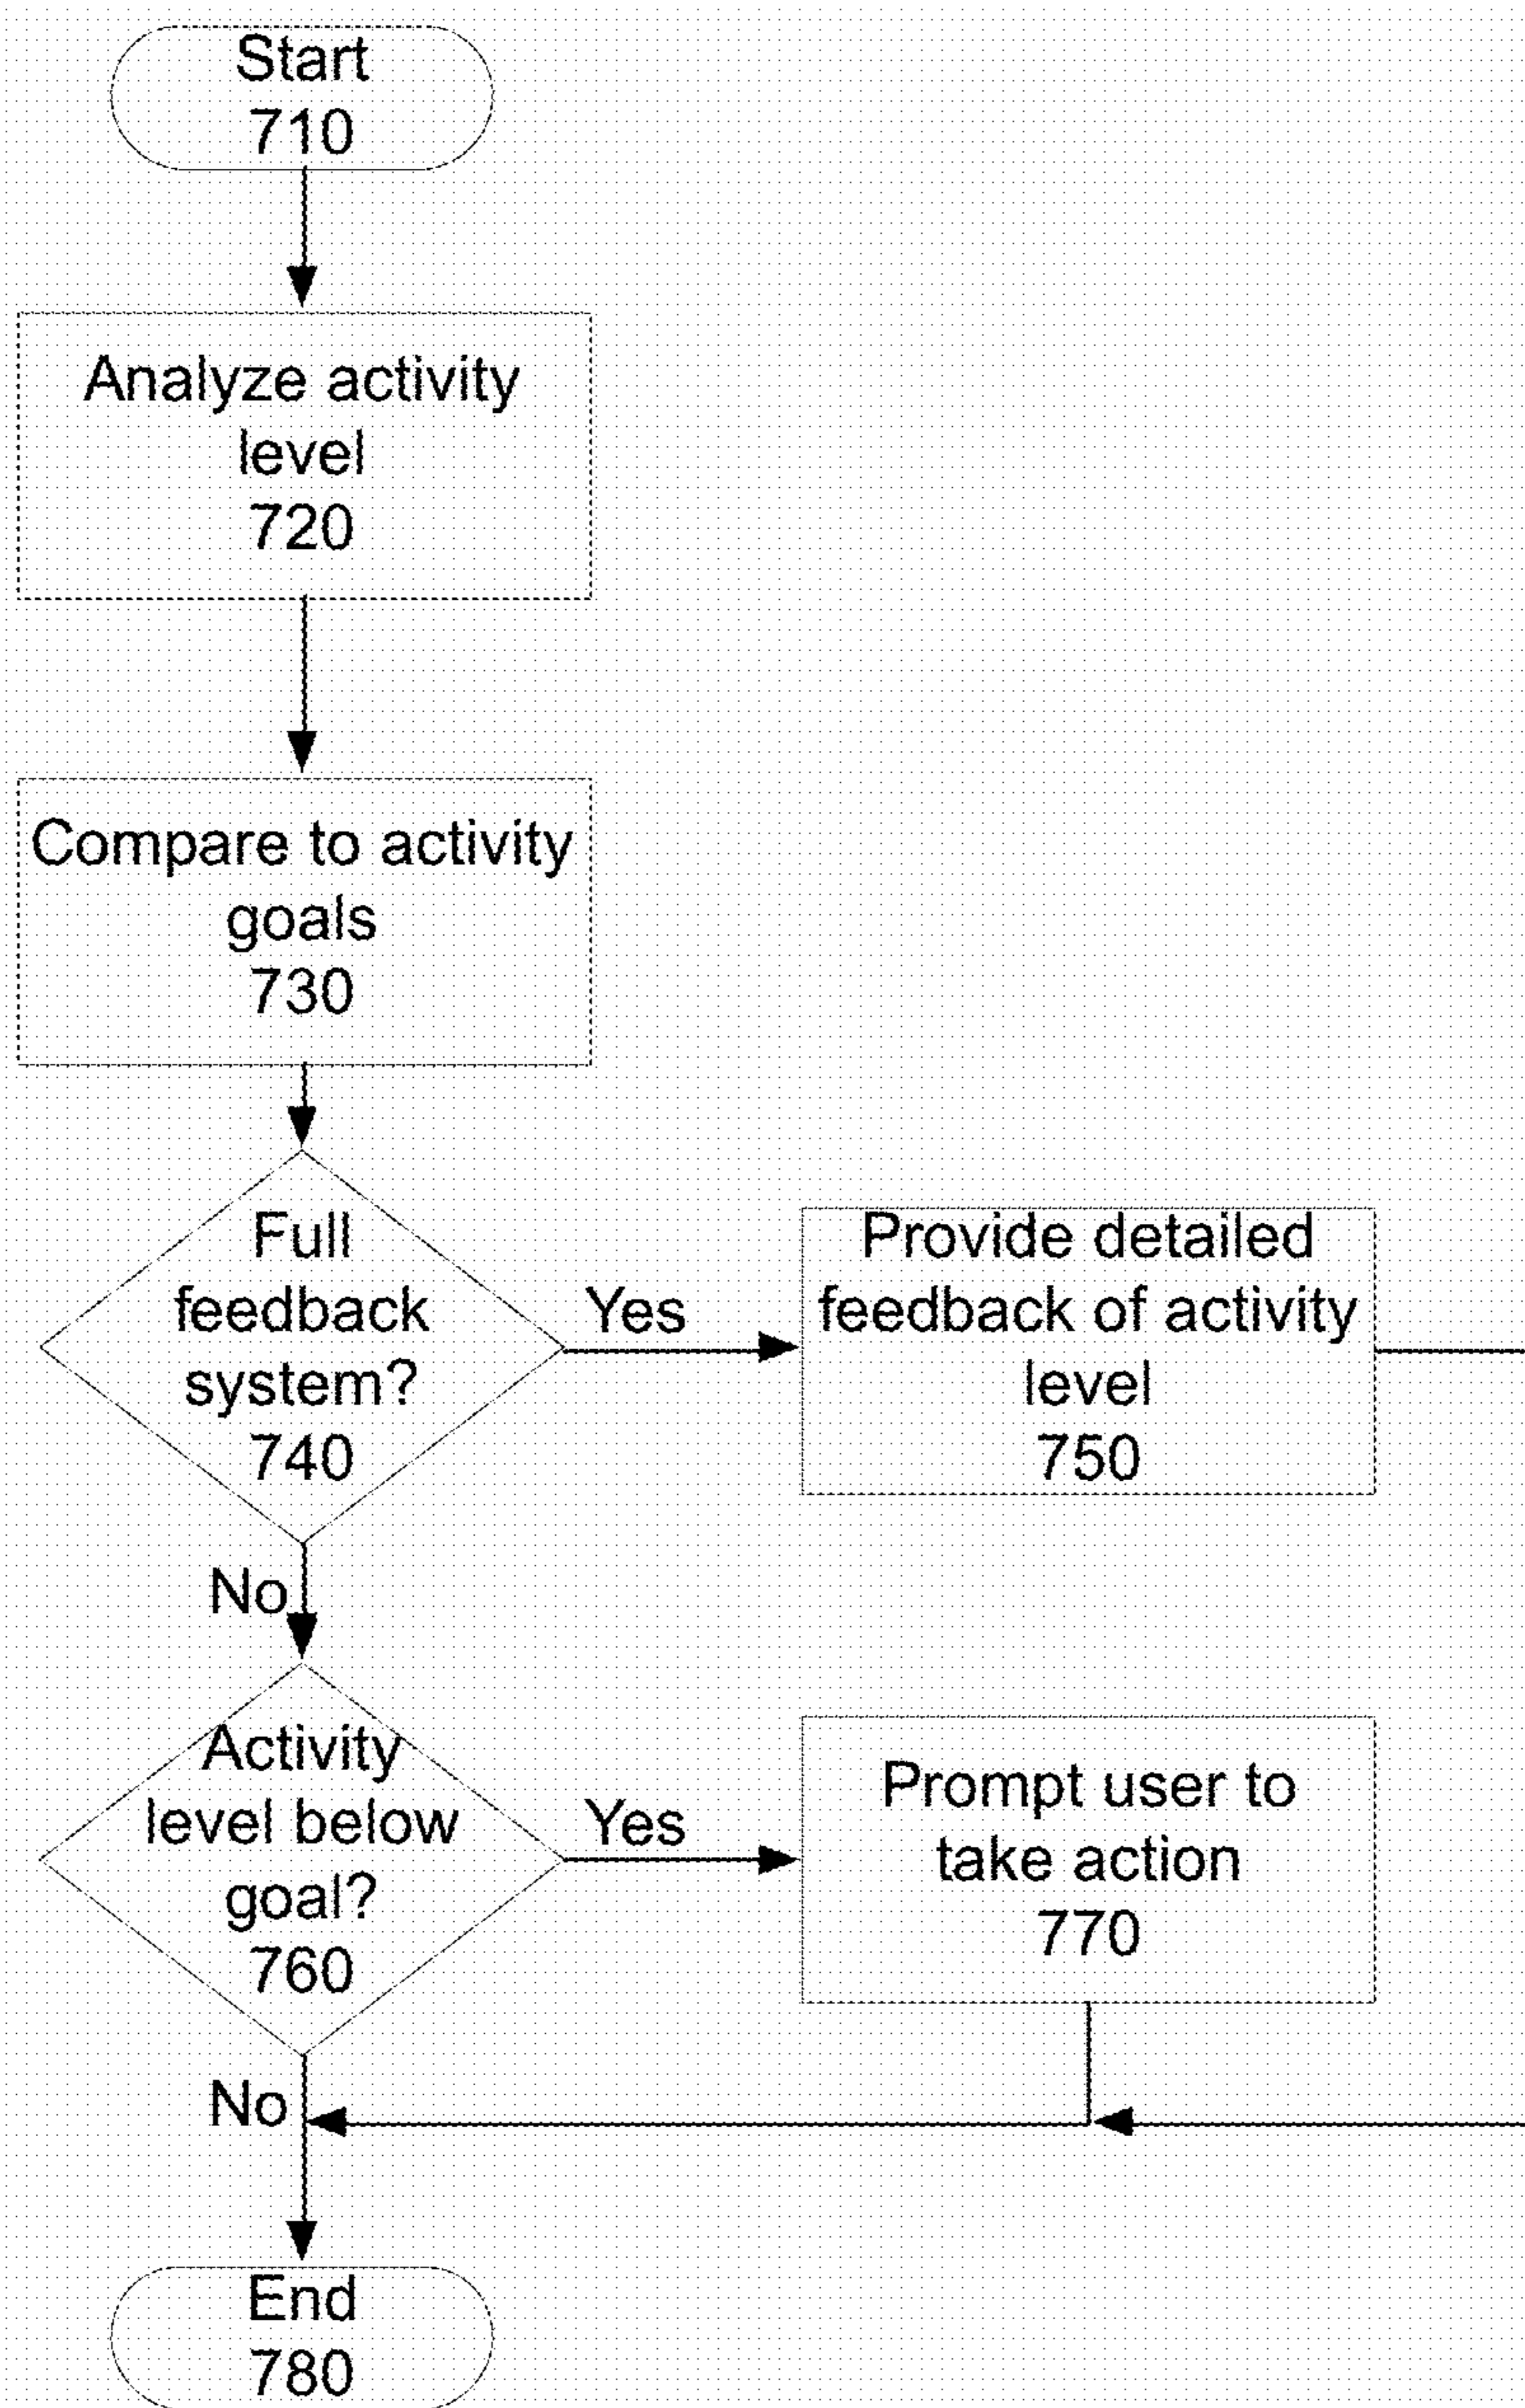 Start
710
Analyze activity
level
720
Compare to activity
goals
730
Full
feedback
system?
740
Yes
Provide detailed
feedback of activity
level
750
No
Activity
level below
goal?
760
Yes
Prompt user to
take action
770
No
End
780